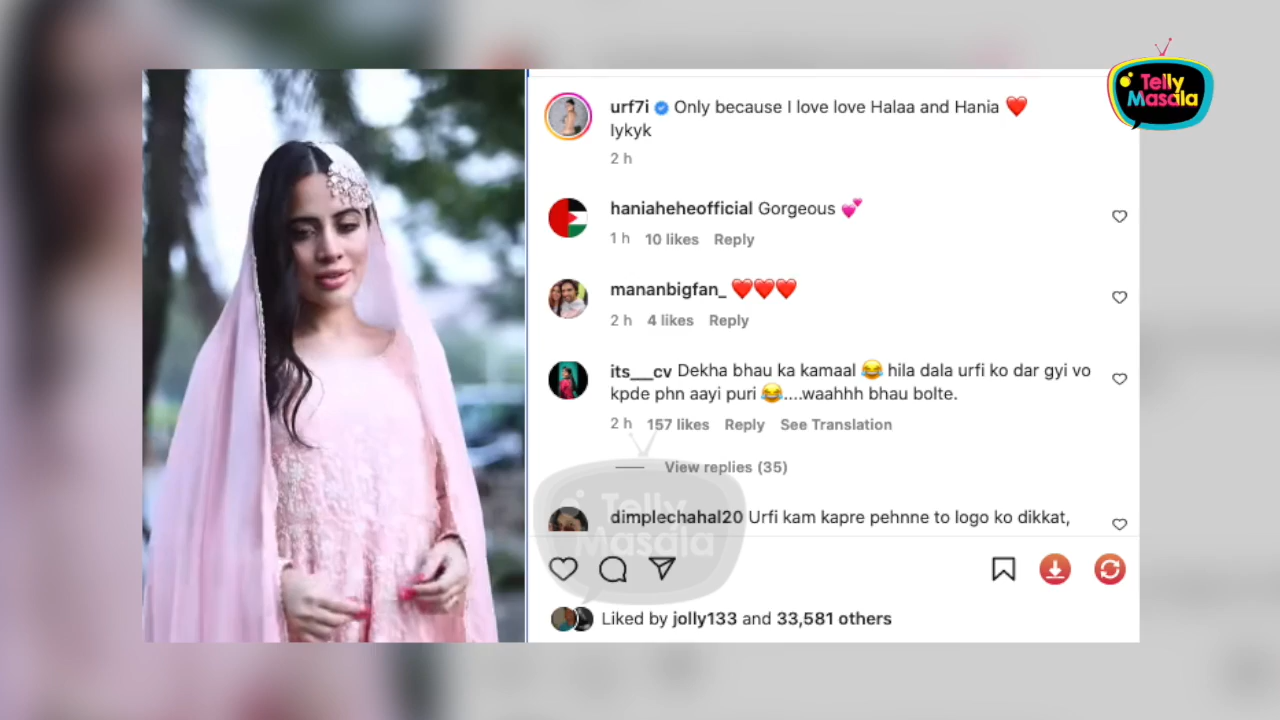 Telly
Masala
urf7i Only because I love love Halaa and Hania ❤️
lykyk
2 h
haniaheheofficial Gorgeous 💕
1 h 10 likes Reply
mananbigfan_ ❤️❤️❤️
2 h 4 likes Reply
its___cv Dekha bhau ka kamaal 😂 hila dala urfi ko dar gyi vo
kpde phn aayi puri 😂....waahhh bhau bolte.
2 h 157 likes Reply See Translation
View replies (35)
dimplechahal20 Urfi kam kapre pehnne to logo ko dikkat,
Telly
Masala
Liked by jolly133 and 33,581 others